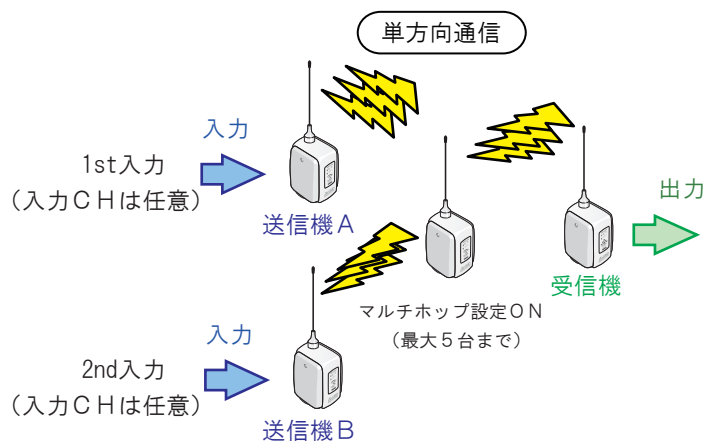 単方向通信
入力
1st入力
(入力CHは任意)
送信機A
出力
受信機
マルチホップ設定ON
(最大5台まで)
入力
2nd入力
(入力CHは任意)
送信機B